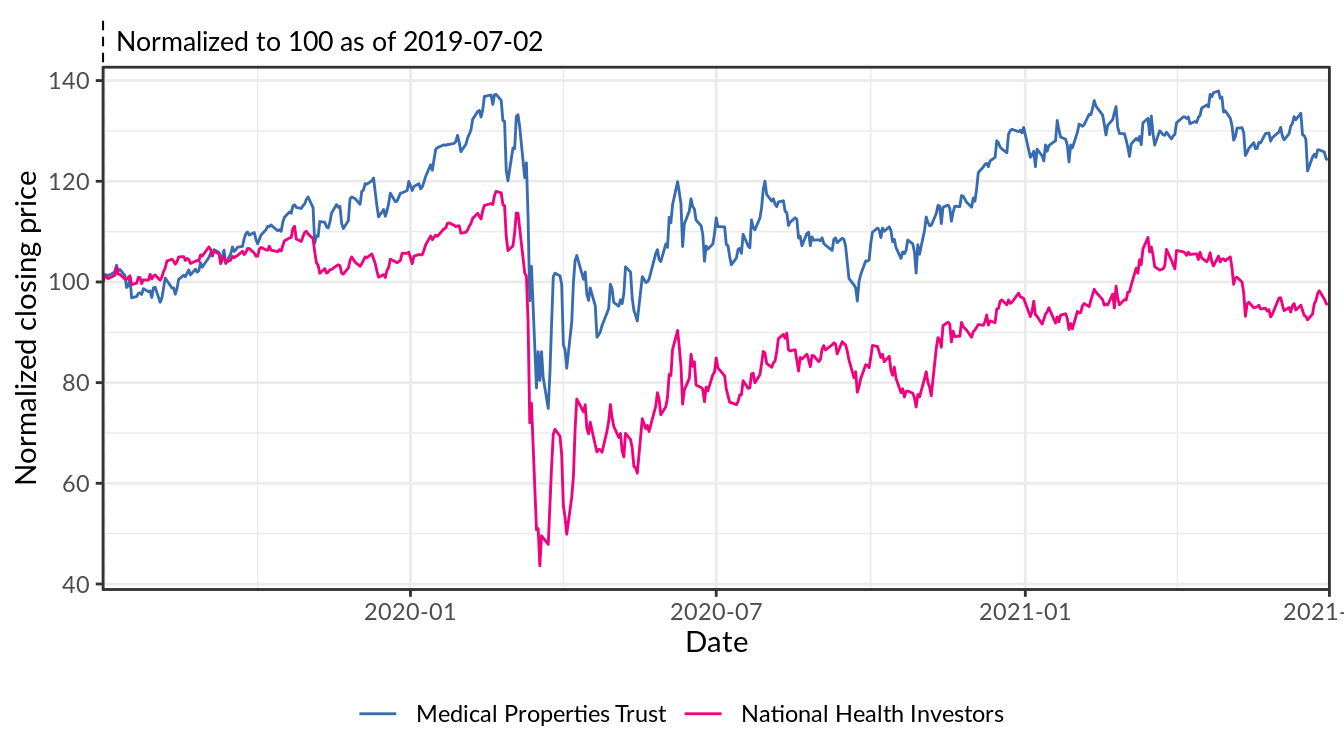 Normalized to 100 as of 2019-07-02
140
120
100
80
60
40
Normalized closing price
2020-01
2020-07
2021-01
2021-
Date
Medical Properties Trust
National Health Investors